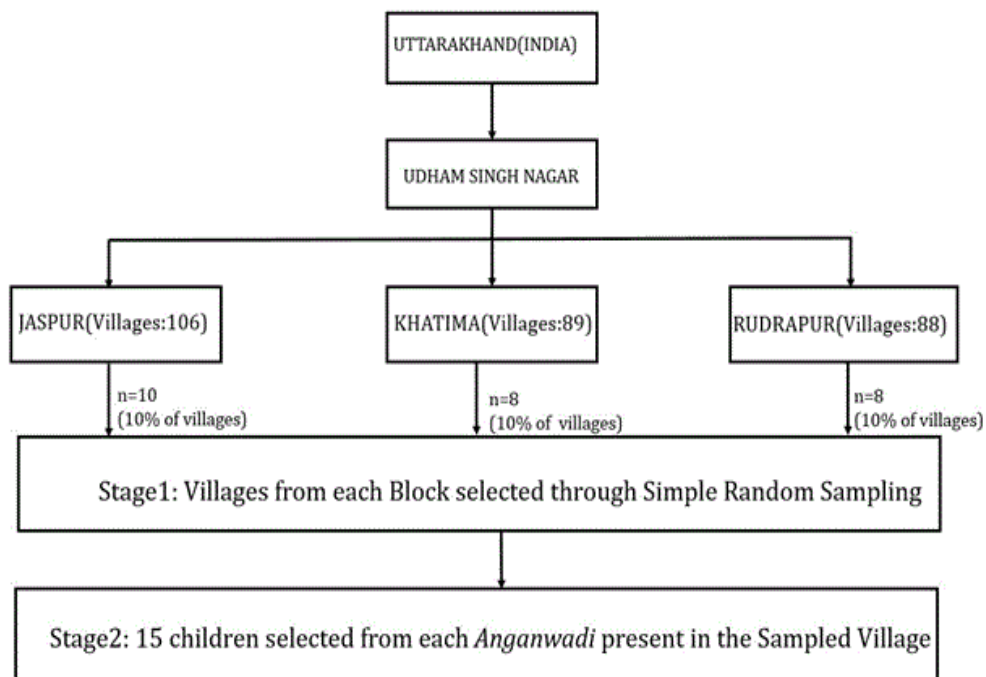 UTTARAKHAND(INDIA)
UDHAM SINGH NAGAR
JASPUR(Villages:106)
KHATIMA(Villages:89)
RUDRAPUR(Villages:88)
n=10
(10% of villages)
n=8
(10% of villages)
n=8
(10% of villages)
Stage1: Villages from each Block selected through Simple Random Sampling
Stage2: 15 children selected from each Anganwadi present in the Sampled Village